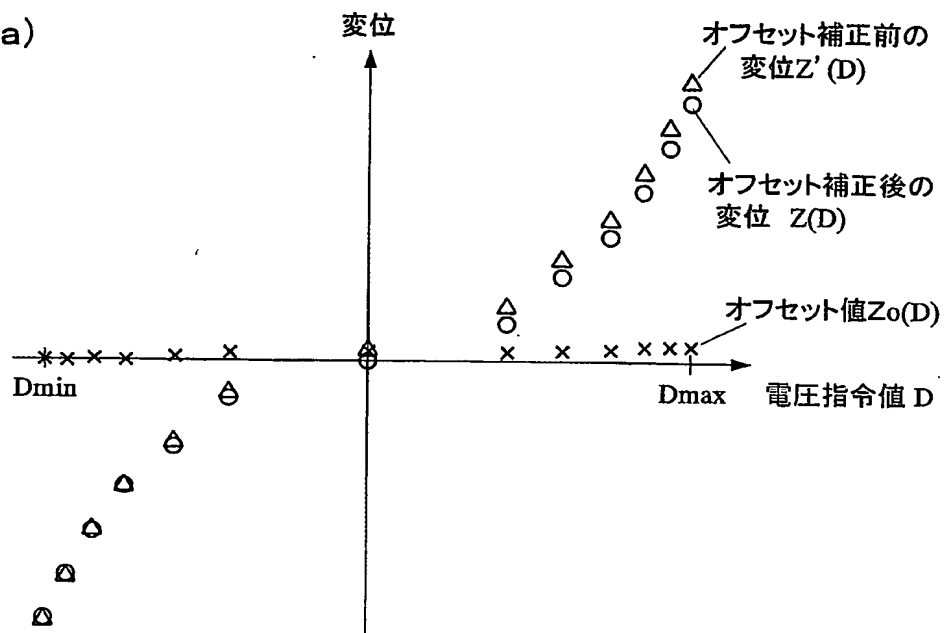 a)
変位
オフセット補正前の
変位Z'(D)
オフセット補正後の
変位 Z(D)
オフセット値Zo(D)
Dmin
Dmax
電圧指令値 D